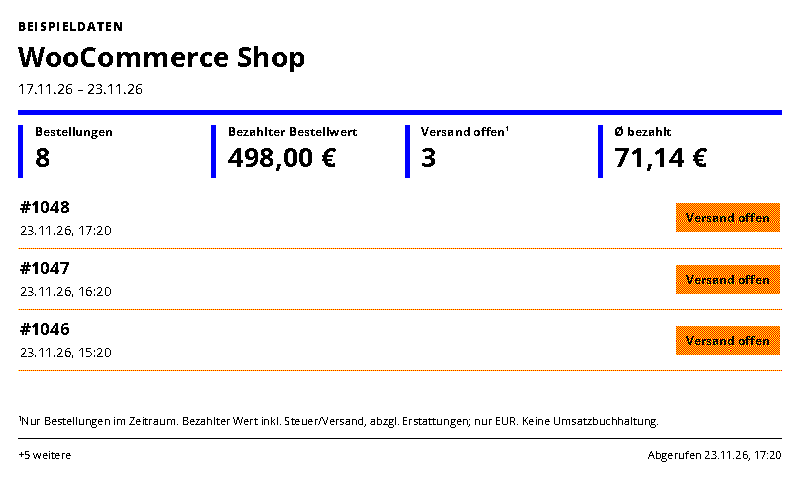 BEISPIELDATEN
WooCommerce Shop
17.11.26 – 23.11.26
Bestellungen
8
Bezahlter Bestellwert
498,00 €
Versand offen¹
3
Ø bezahlt
71,14 €
#1048
23.11.26, 17:20
Versand offen
#1047
23.11.26, 16:20
Versand offen
#1046
23.11.26, 15:20
Versand offen
¹Nur Bestellungen im Zeitraum. Bezahlter Wert inkl. Steuer/Versand, abzgl. Erstattungen; nur EUR. Keine Umsatzbuchhaltung.
+5 weitere
Abgerufen 23.11.26, 17:20